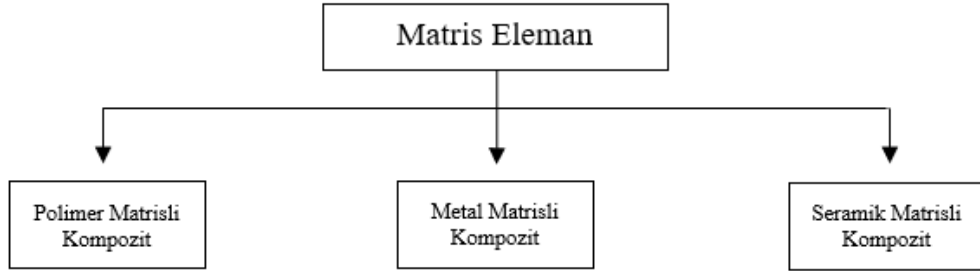 Matris Eleman
Polimer Matrisli
Kompozit
Metal Matrisli
Kompozit
Seramik Matrisli
Kompozit